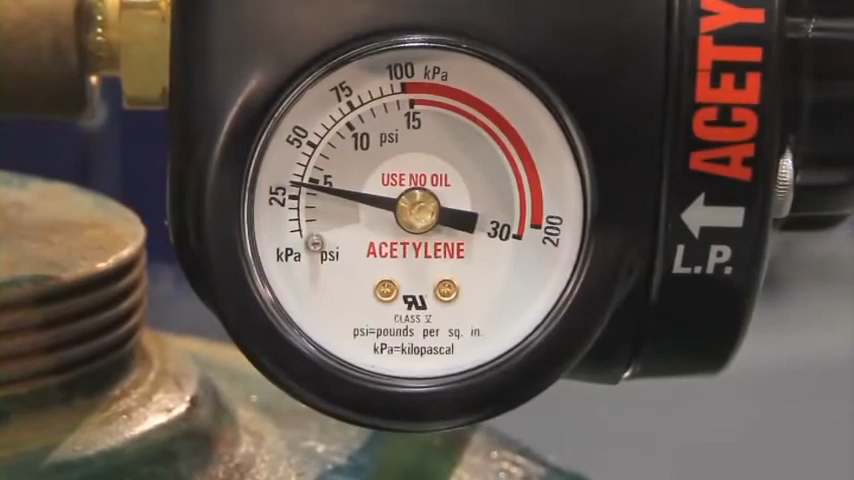 100 kPa
75
50
25
kPa
15
10 psi
5
psi
30
200
USE NO OIL
ACETYLENE
CLASS V
psi=pounds per sq. in.
kPa=kilopascal
ACETY
ACETY
L.P.